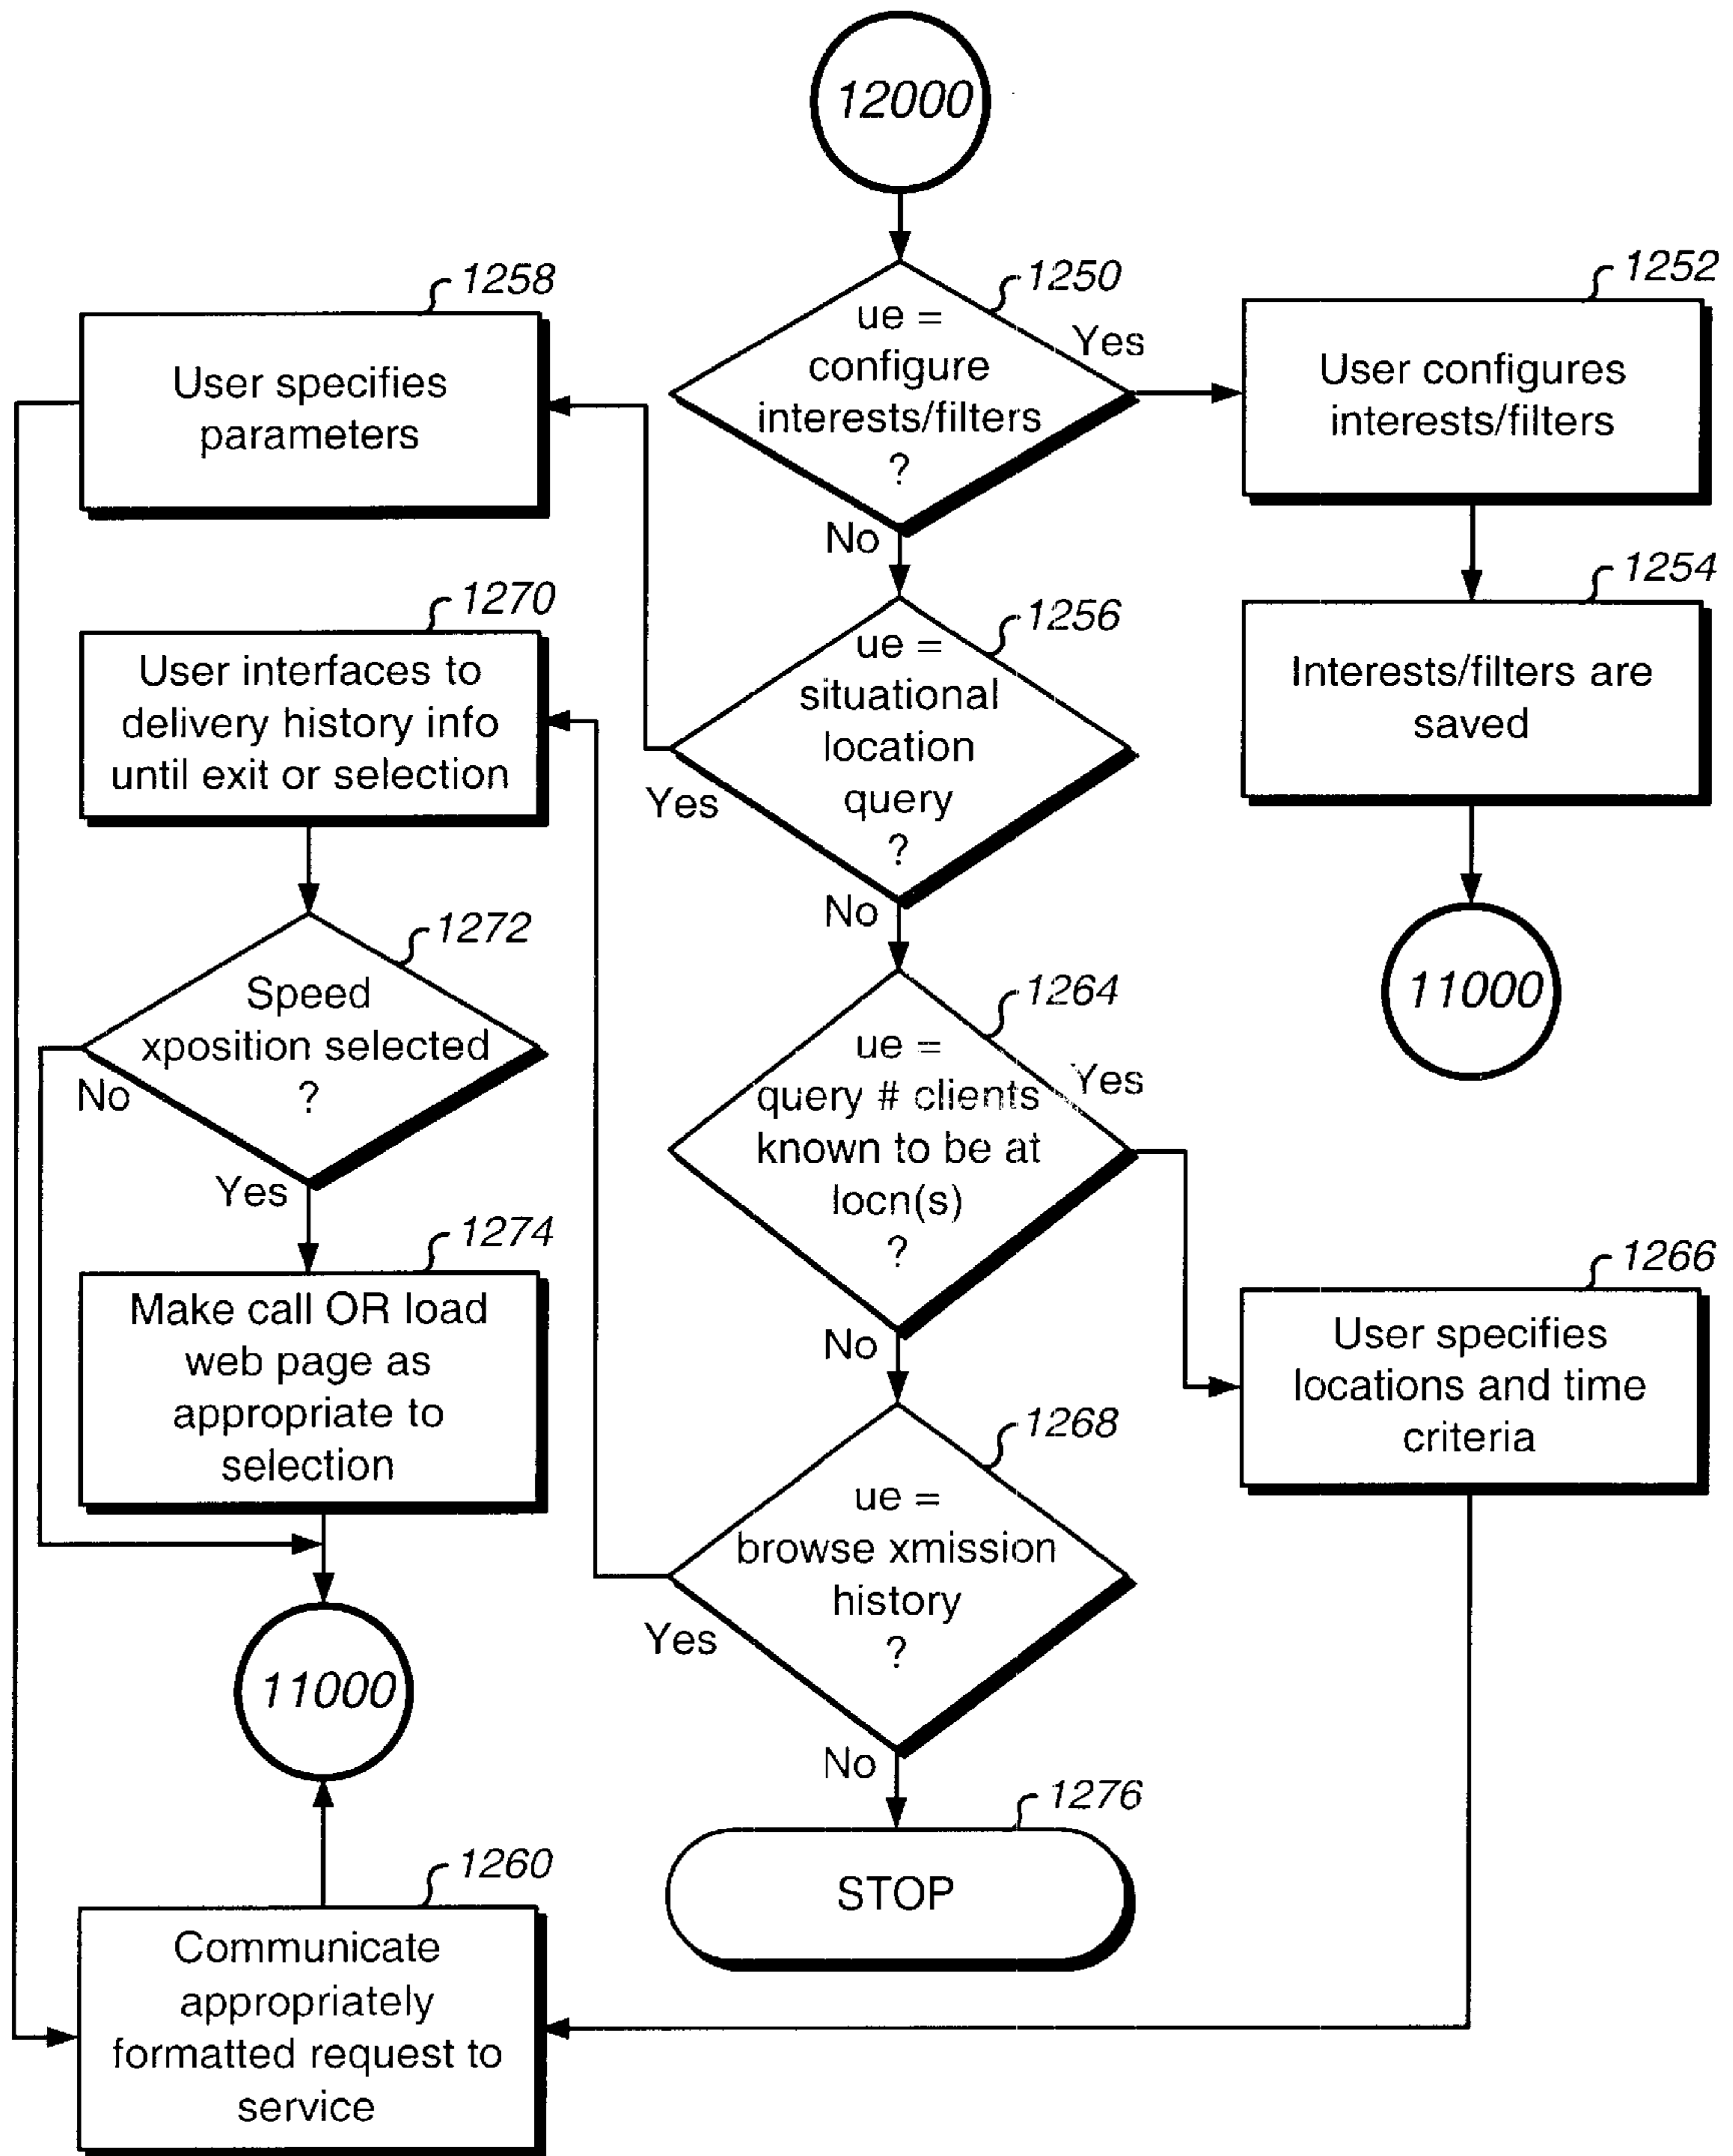 12000
1250
ue =
configure
interests/filters
?
Yes
No
1252
User configures
interests/filters
1254
Interests/filters are
saved
11000
1258
User specifies
parameters
1256
ue =
situational
location
query
?
Yes
No
1270
User interfaces to
delivery history info
until exit or selection
1272
Speed
xposition selected
?
No
Yes
1264
ue =
query # clients
known to be at
locn(s)
?
Yes
No
1274
Make call OR load
web page as
appropriate to
selection
1266
User specifies
locations and time
criteria
1268
ue =
browse xmission
history
?
Yes
No
11000
1276
STOP
1260
Communicate
appropriately
formatted request to
service